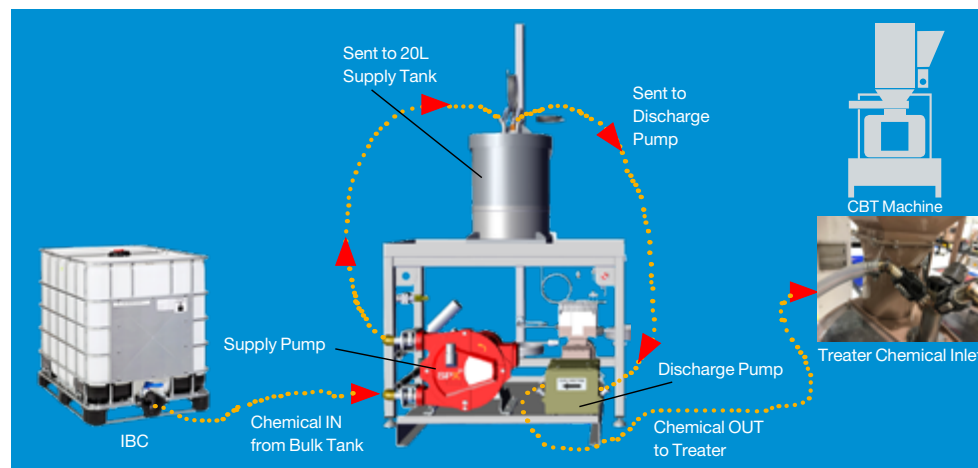 Sent to 20L
Supply Tank
Sent to
Discharge
Pump
CBT Machine
Treater Chemical Inlet
Supply Pump
SPX
Discharge Pump
IBC
Chemical IN
from Bulk Tank
Chemical OUT
to Treater